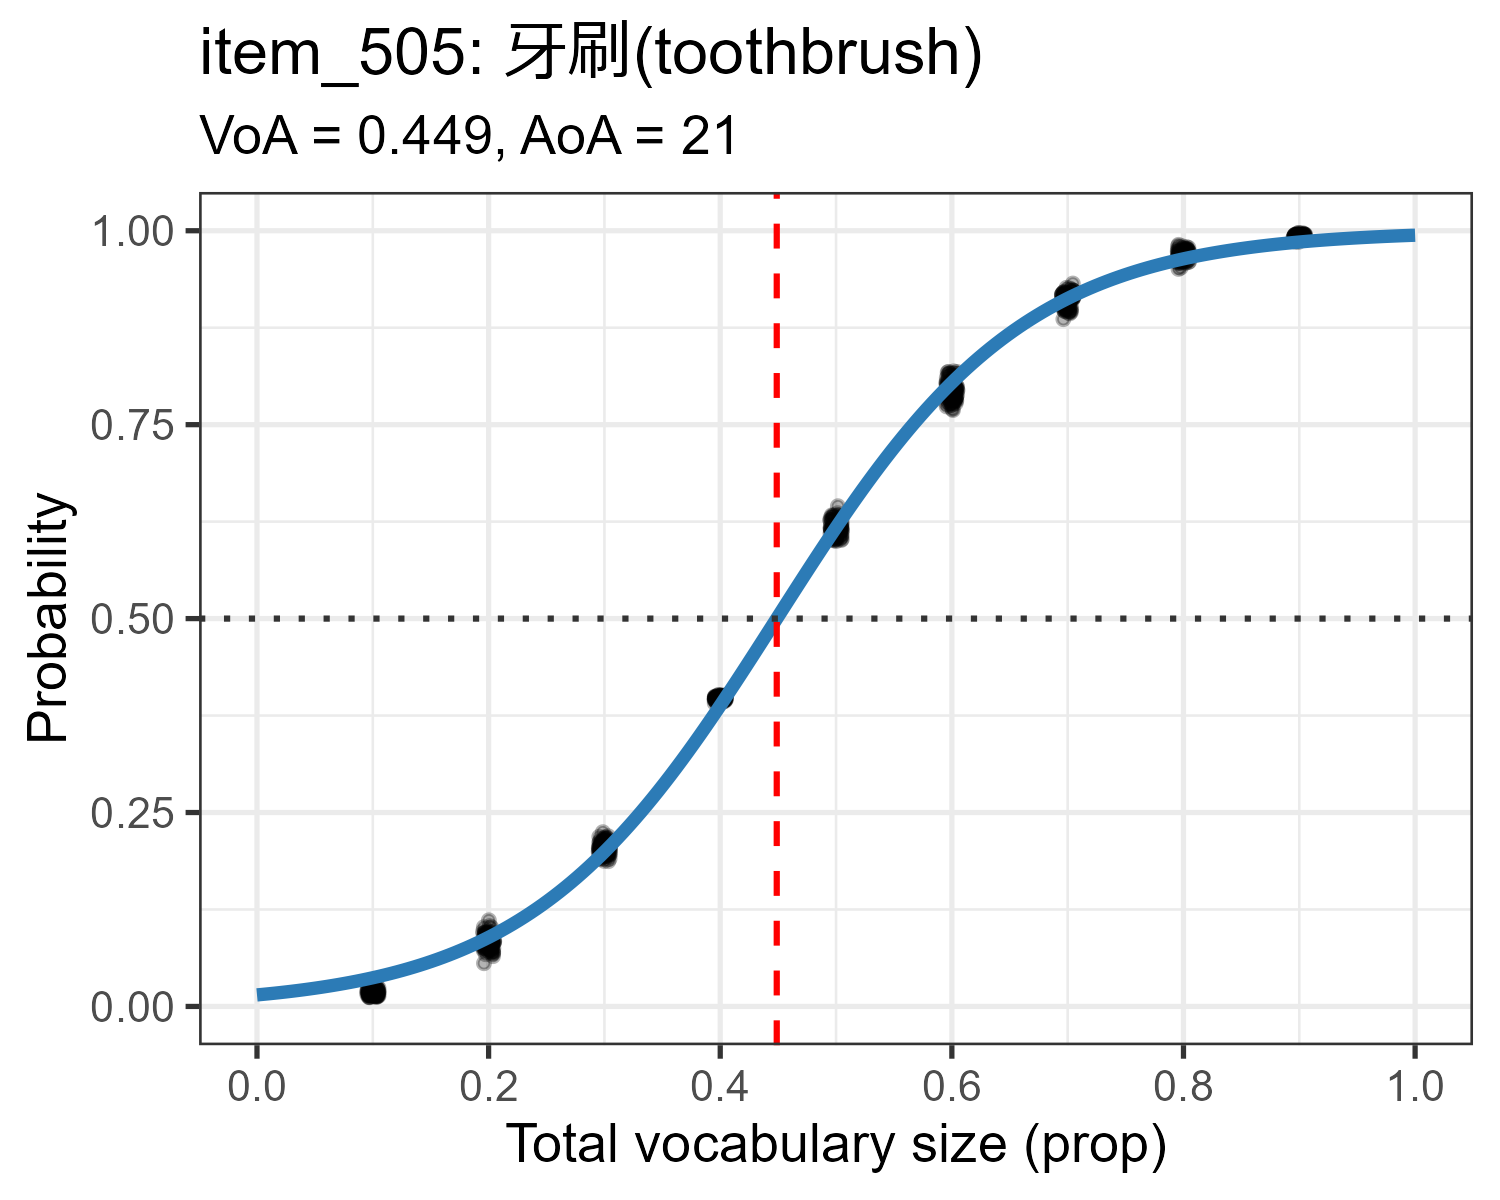 item_505: 牙刷(toothbrush)
VoA = 0.449, AoA = 21
Probability
1.00
0.75
0.50
0.25
0.00
0.0 0.2 0.4 0.6 0.8 1.0
Total vocabulary size (prop)